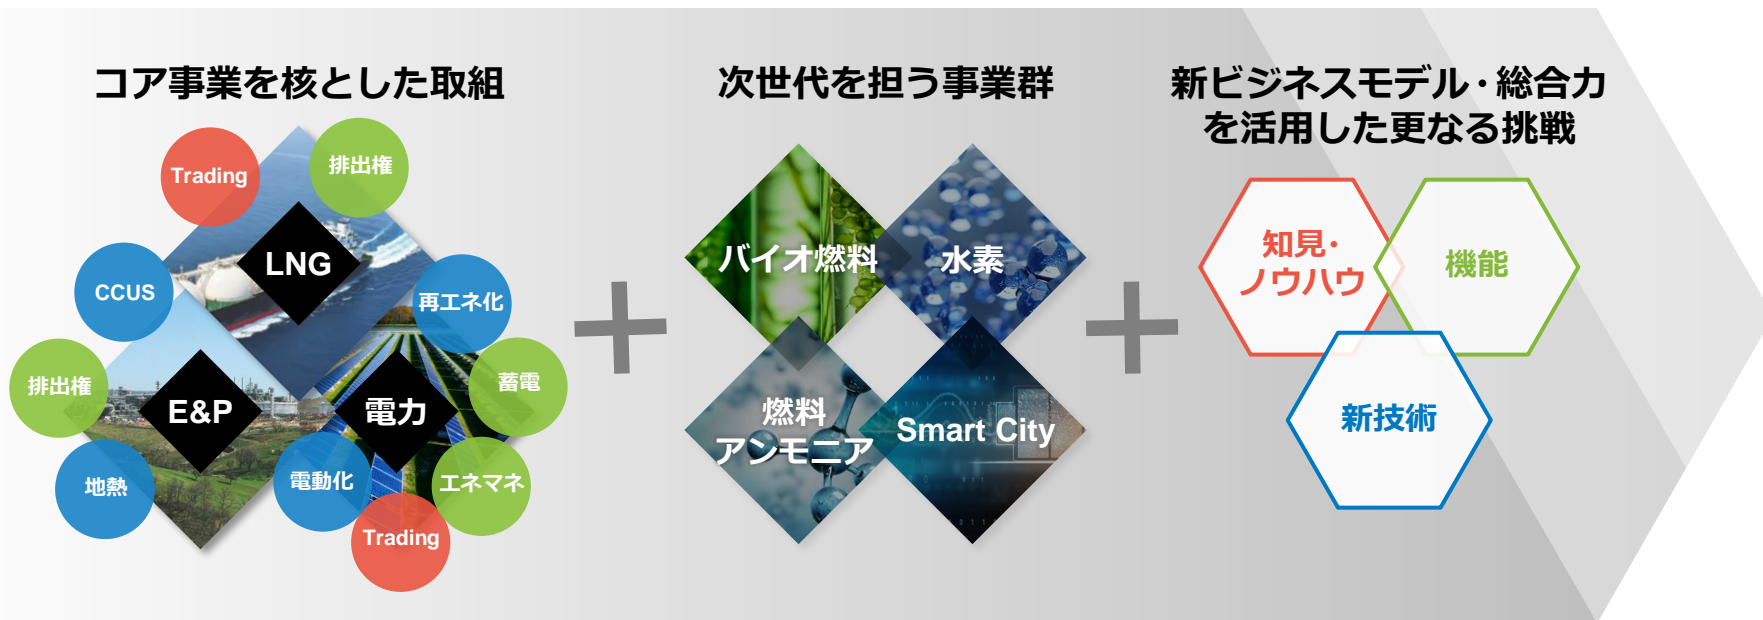 コア事業を核とした取組
Trading
排出権
LNG
CCUS
再エネ化
排出権
E&P
電力
蓄電
地熱
電動化
エネマネ
Trading
次世代を担う事業群
バイオ燃料
水素
燃料
アンモニア
Smart City
新ビジネスモデル・総合力
を活用した更なる挑戦
知見・
ノウハウ
機能
新技術